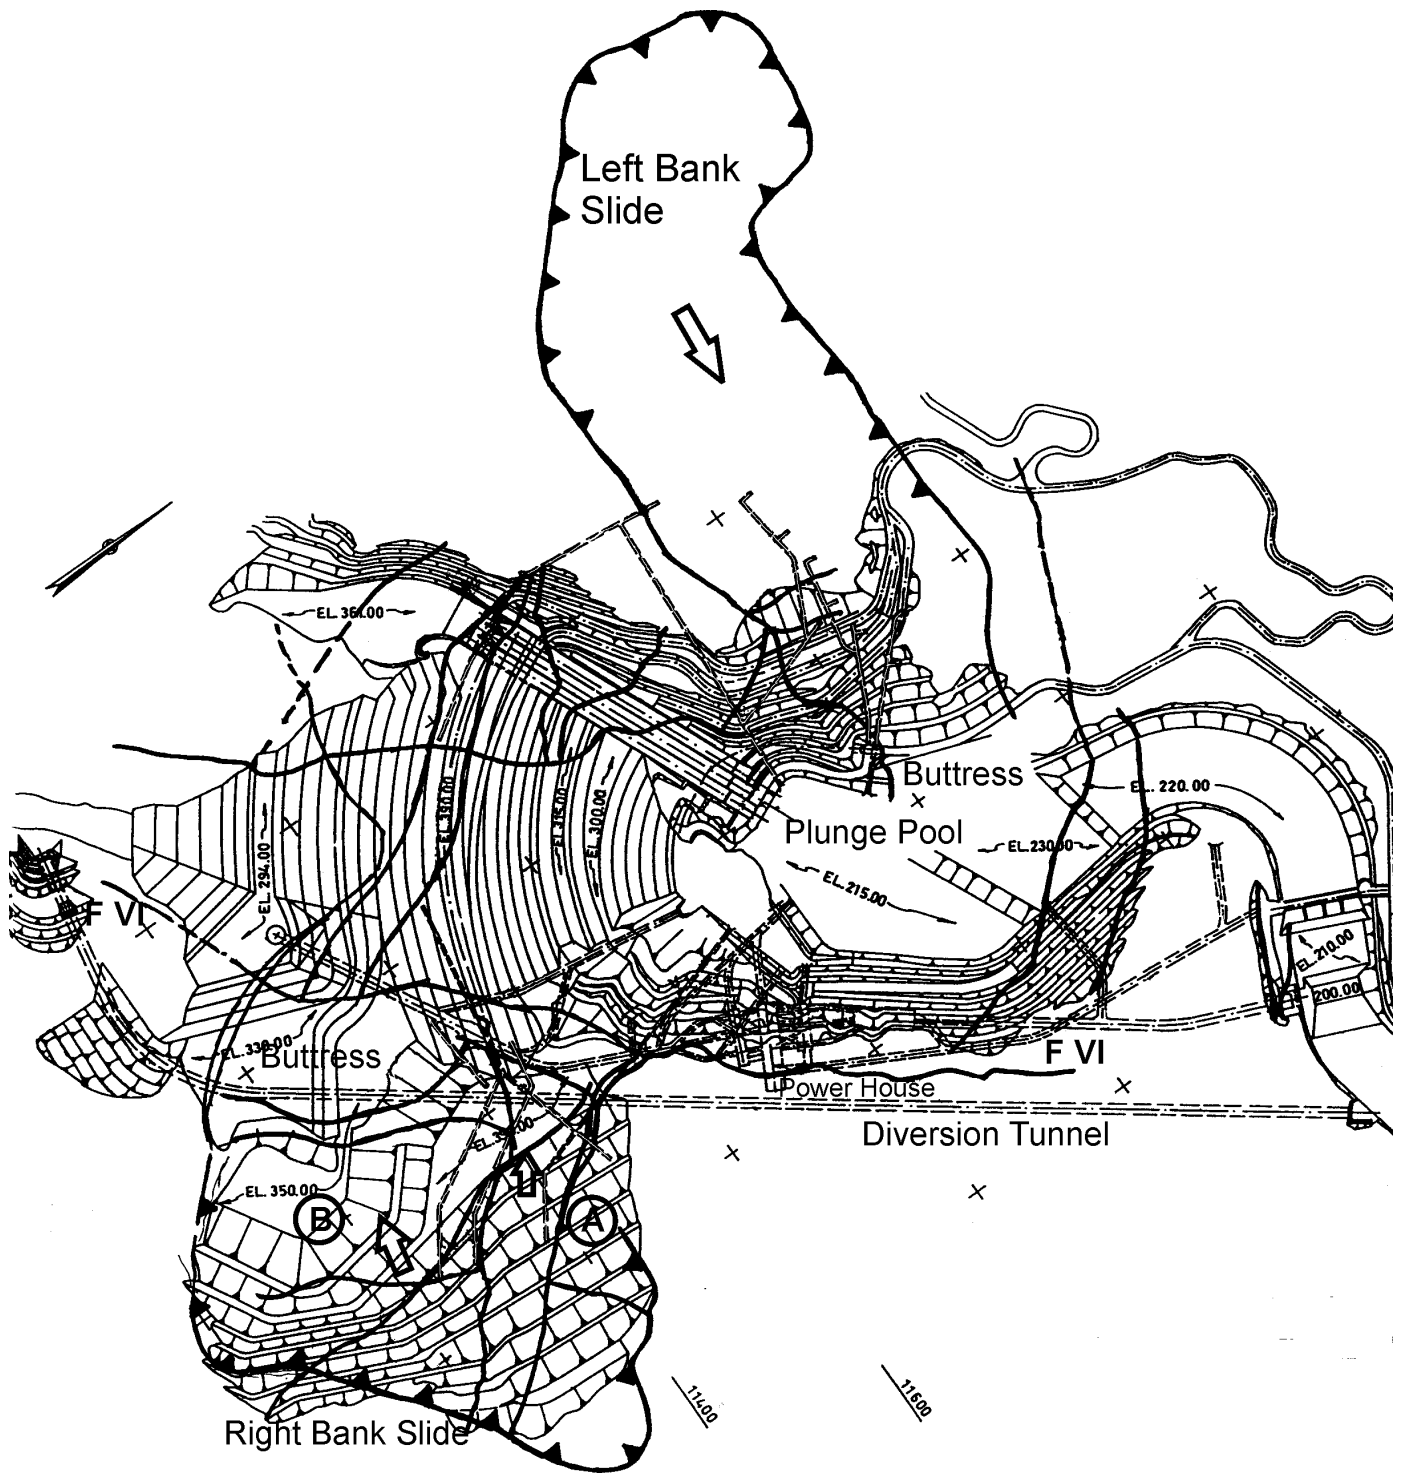 Left Bank
Slide
EL. 361.00
Buttress
EL. 220.00
EL. 390.00
EL. 315.00
EL. 300.00
Plunge Pool
EL. 230.00
EL. 294.00
EL. 215.00
F VI
EL. 210.00
200.00
EL. 330.00
Buttress
F VI
Power House
Diversion Tunnel
EL. 350.00
B
A
11400
11600
Right Bank Slide